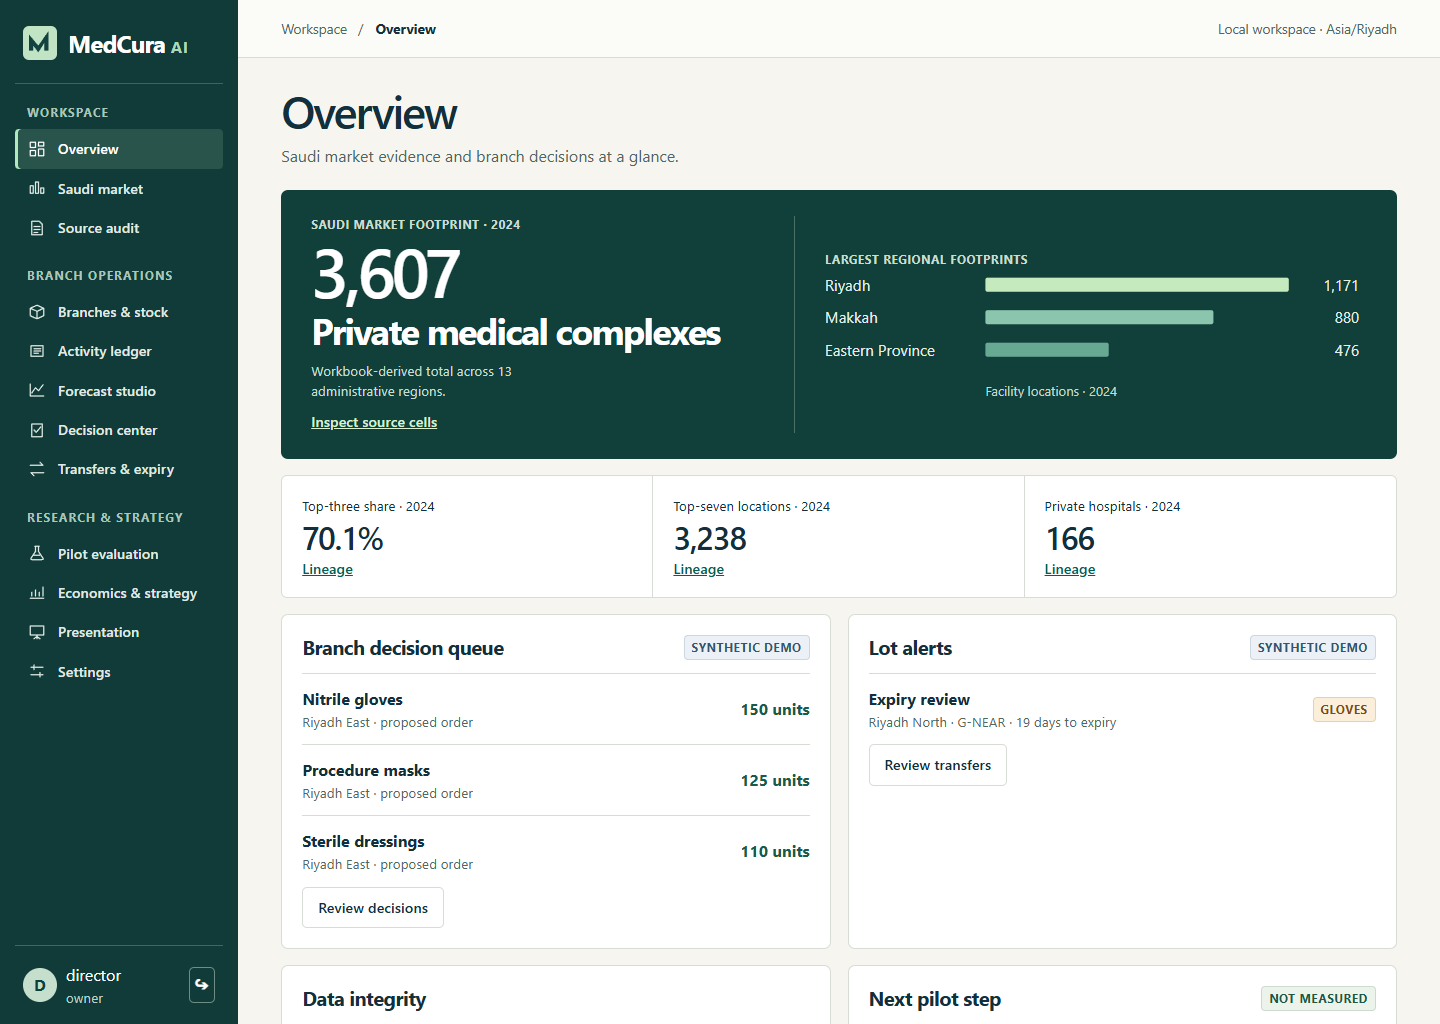 MedCura AI
WORKSPACE
Overview
Saudi market
Source audit
BRANCH OPERATIONS
Branches & stock
Activity ledger
Forecast studio
Decision center
Transfers & expiry
RESEARCH & STRATEGY
Pilot evaluation
Economics & strategy
Presentation
Settings
D
director
owner
Workspace / Overview
Local workspace · Asia/Riyadh
Overview
Saudi market evidence and branch decisions at a glance.
SAUDI MARKET FOOTPRINT · 2024
3,607
Private medical complexes
Workbook-derived total across 13
administrative regions.
Inspect source cells
LARGEST REGIONAL FOOTPRINTS
Riyadh 1,171
Makkah 880
Eastern Province 476
Facility locations · 2024
Top-three share · 2024
70.1%
Lineage
Top-seven locations · 2024
3,238
Lineage
Private hospitals · 2024
166
Lineage
Branch decision queue SYNTHETIC DEMO
Nitrile gloves
Riyadh East · proposed order
150 units
Procedure masks
Riyadh East · proposed order
125 units
Sterile dressings
Riyadh East · proposed order
110 units
Review decisions
Lot alerts SYNTHETIC DEMO
Expiry review
Riyadh North · G-NEAR · 19 days to expiry
GLOVES
Review transfers
Data integrity
Next pilot step NOT MEASURED